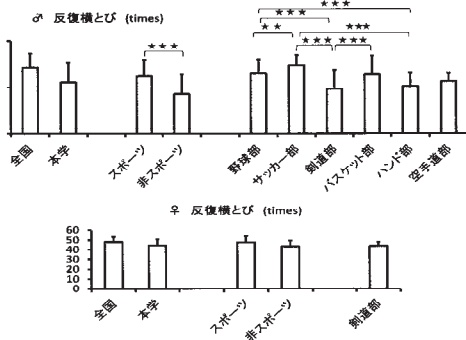 ♂ 反復横とび (times)
★★★
★★★
★★★ ★★ ★★★
★★★ ★★★
全国 本学 スポーツ 非スポーツ 野球部 サッカー部 剣道部 バスケット部 ハンド部 空手道部
♀ 反復横とび (times)
60
50
40
30
20
10
0
全国 本学 スポーツ 非スポーツ 剣道部